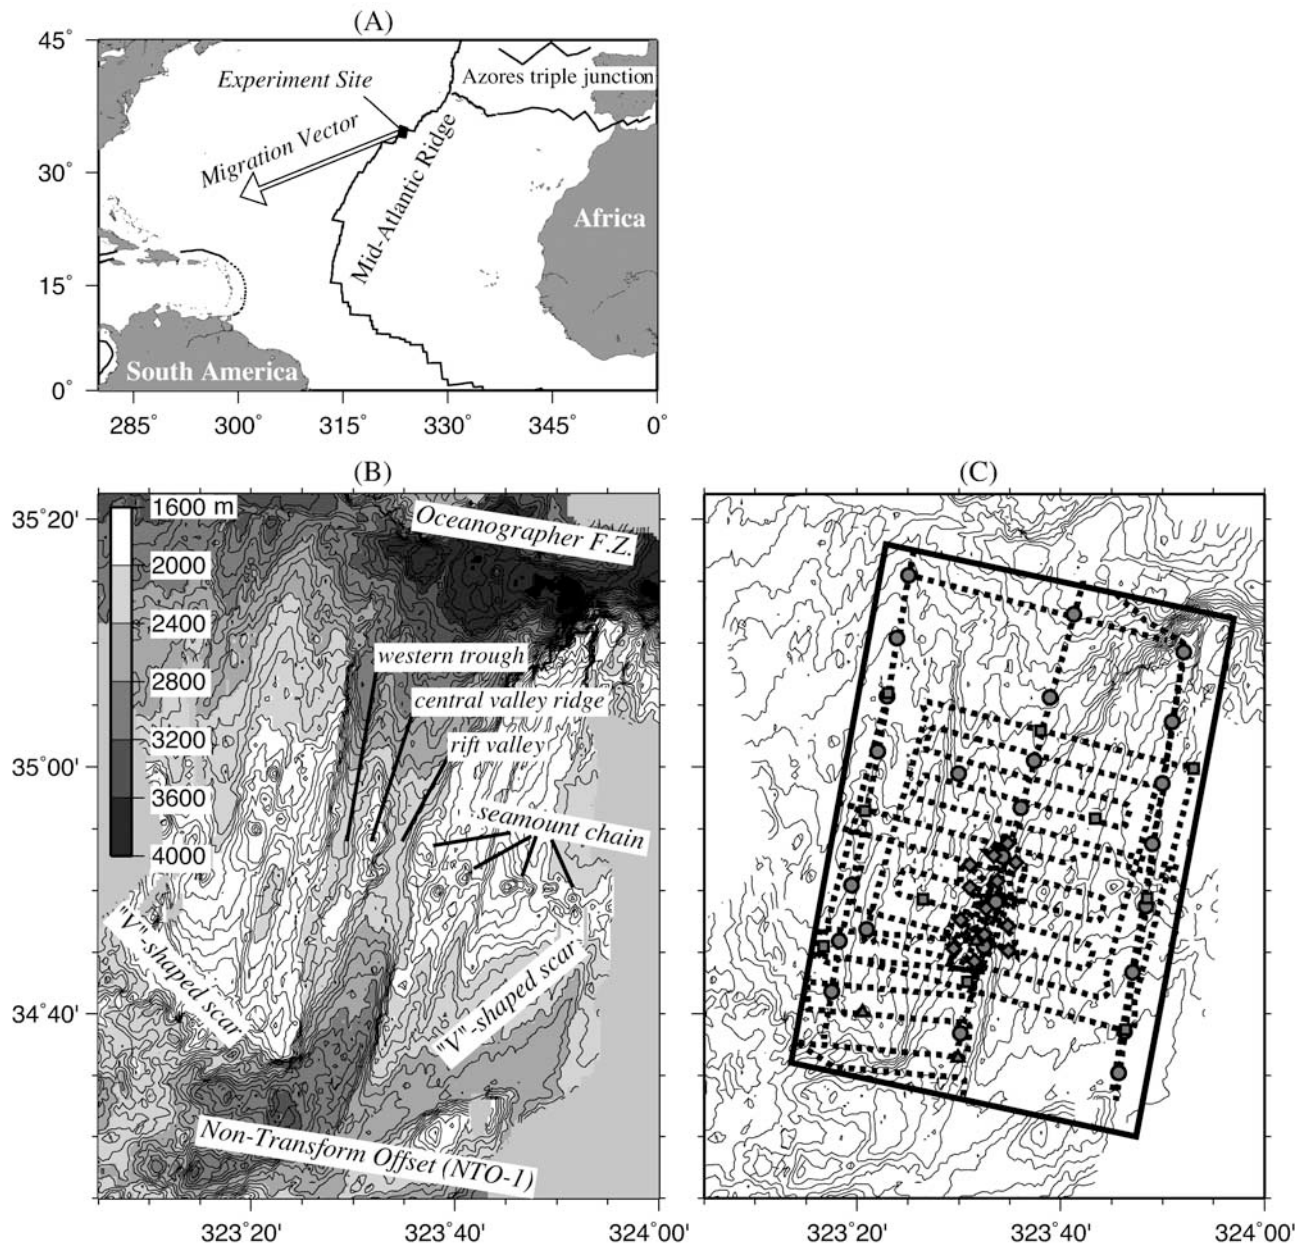 (A)
45°
30°
15°
0°
Experiment Site
Azores triple junction
Migration Vector
Mid-Atlantic Ridge
Africa
South America
285° 300° 315° 330° 345° 0°
(B)
35°20'
35°00'
34°40'
1600 m
2000
2400
2800
3200
3600
4000
Oceanographer F.Z.
western trough
central valley ridge
rift valley
seamount chain
"V"-shaped scar
"V"-shaped scar
Non-Transform Offset (NTO-1)
323°20' 323°40' 324°00'
(C)
323°20' 323°40' 324°00'